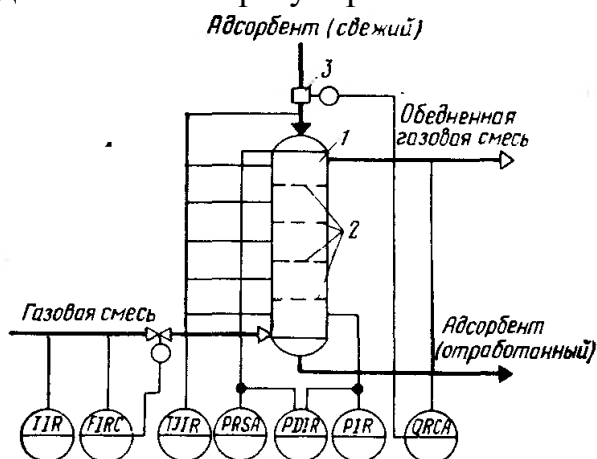 Адсорбент (свежий)
3
Обедненная
газовая смесь
1
2
Газовая смесь
Адсорбент
(отработанный)
TIR
FIRC
TJIR
PRSA
PDIR
PIR
QRCA